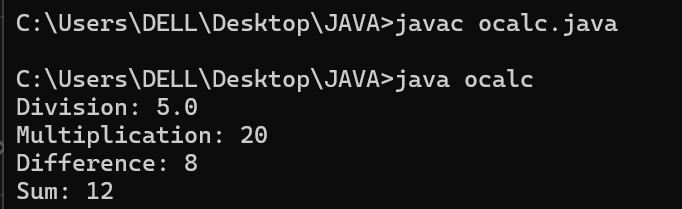 C:\Users\DELL\Desktop\JAVA>javac ocalc.java
C:\Users\DELL\Desktop\JAVA>java ocalc
Division: 5.0
Multiplication: 20
Difference: 8
Sum: 12